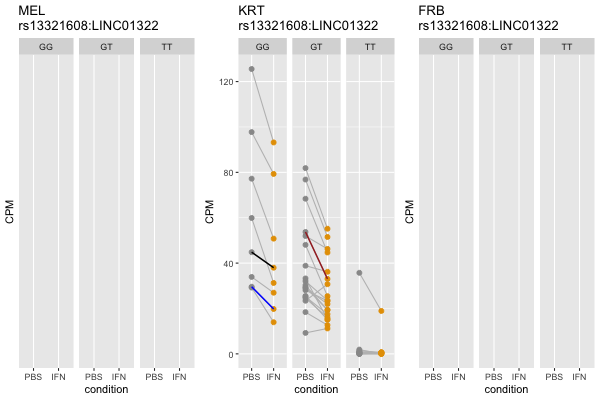 MEL
rs13321608:LINC01322
GG GT TT
CPM
PBS IFN PBS IFN PBS IFN
condition
KRT
rs13321608:LINC01322
GG GT TT
120
80
40
0
CPM
PBS IFN PBS IFN PBS IFN
condition
FRB
rs13321608:LINC01322
GG GT TT
CPM
PBS IFN PBS IFN PBS IFN
condition